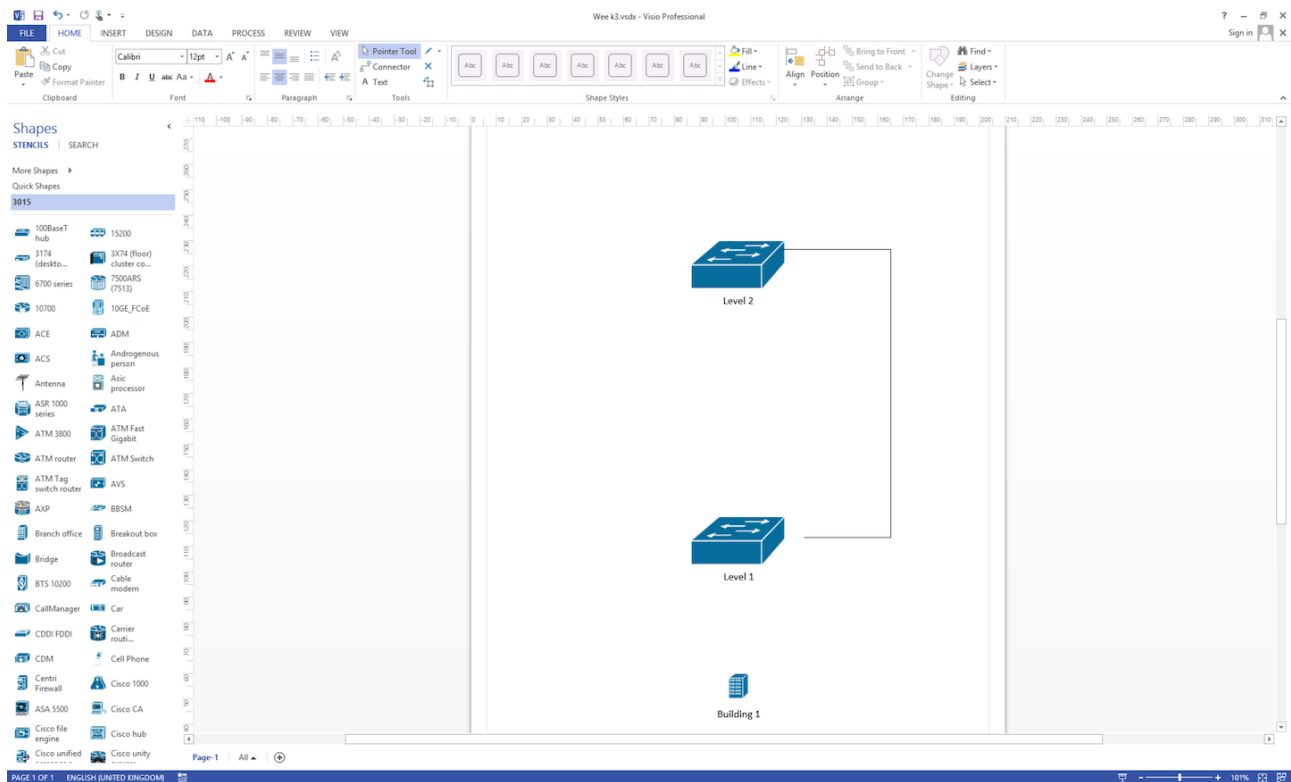 Wee k3.vsdx - Visio Professional
FILE HOME INSERT DESIGN DATA PROCESS REVIEW VIEW Sign in
Paste Cut Copy Format Painter
Calibri 12pt
B I U abc Aa A
Pointer Tool
Connector
A Text
Abc Abc Abc Abc Abc Abc Abc
Fill
Line
Effects
Align Position
Bring to Front
Send to Back
Group
Change Shape
Find
Layers
Select
Clipboard Font Paragraph Tools Shape Styles Arrange Editing
Shapes
STENCILS SEARCH
More Shapes
Quick Shapes
3015
100BaseT hub 15200
3174 (deskto... 3X74 (floor) cluster co...
6700 series 7500ARS (7513)
10700 10GE_FCoE
ACE ADM
ACS Androgenous person
Antenna Asic processor
ASR 1000 series ATA
ATM 3800 ATM Fast Gigabit
ATM router ATM Switch
ATM Tag switch router AVS
AXP BBSM
Branch office Breakout box
Bridge Broadcast router
BTS 10200 Cable modem
CallManager Car
CDDI FDDI Carrier routi...
CDM Cell Phone
Centri Firewall Cisco 1000
ASA 5500 Cisco CA
Cisco file engine Cisco hub
Cisco unified Cisco unity
Level 2
Level 1
Building 1
Page-1 All
PAGE 1 OF 1 ENGLISH (UNITED KINGDOM) 101%